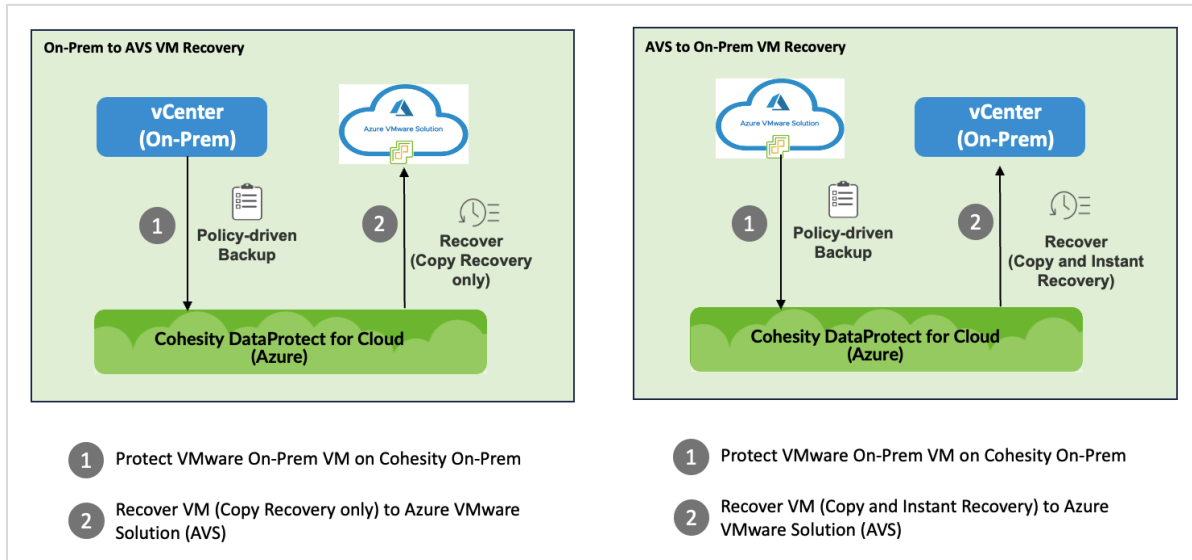 On-Prem to AVS VM Recovery
vCenter
(On-Prem)
Azure VMware Solution
1
Policy-driven
Backup
2
Recover
(Copy Recovery
only)
Cohesity DataProtect for Cloud
(Azure)
1 Protect VMware On-Prem VM on Cohesity On-Prem
2 Recover VM (Copy Recovery only) to Azure VMware
Solution (AVS)
AVS to On-Prem VM Recovery
Azure VMware Solution
vCenter
(On-Prem)
1
Policy-driven
Backup
2
Recover
(Copy and Instant
Recovery)
Cohesity DataProtect for Cloud
(Azure)
1 Protect VMware On-Prem VM on Cohesity On-Prem
2 Recover VM (Copy and Instant Recovery) to Azure
VMware Solution (AVS)